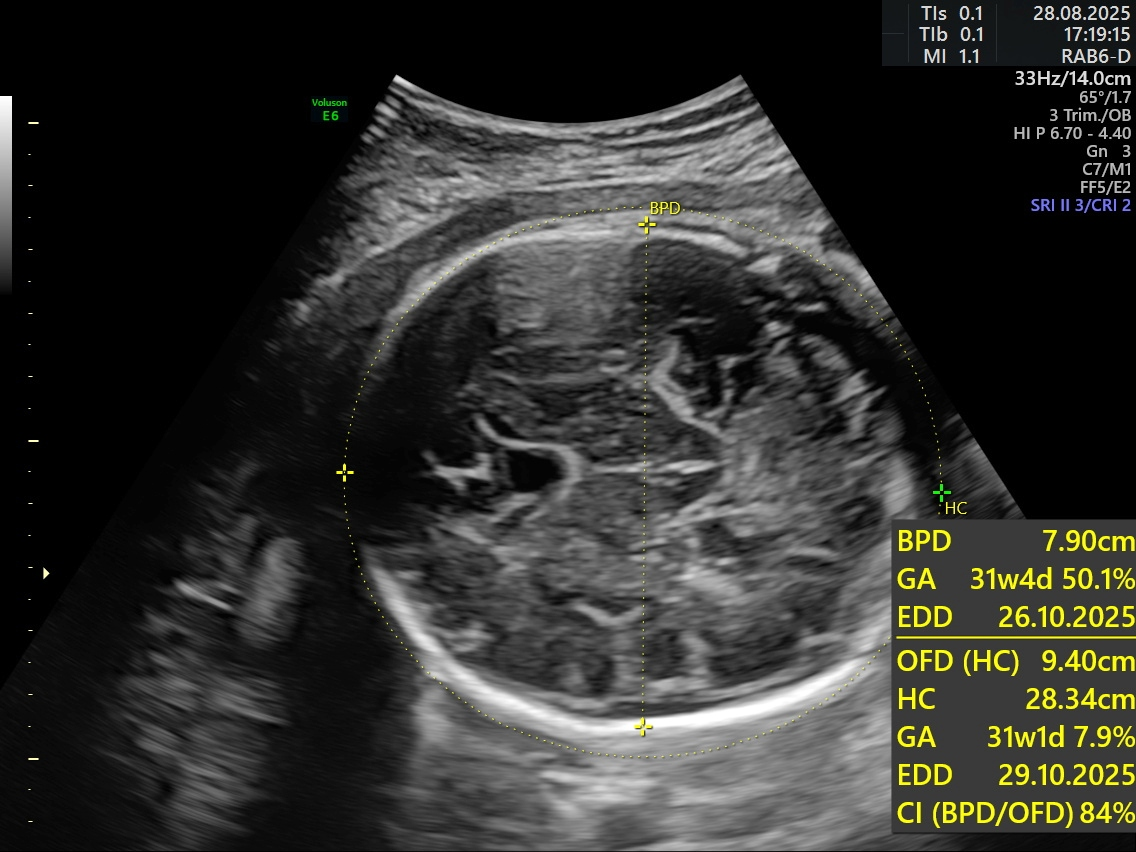 TIs 0.1 28.08.2025
TIb 0.1 17:19:15
MI 1.1 RAB6-D
33Hz/14.0cm
65°/1.7
3 Trim./OB
HI P 6.70 - 4.40
Gn 3
C7/M1
FF5/E2
SRI II 3/CRI 2
Voluson
E6
BPD
HC
BPD 7.90cm
GA 31w4d 50.1%
EDD 26.10.2025
OFD (HC) 9.40cm
HC 28.34cm
GA 31w1d 7.9%
EDD 29.10.2025
CI (BPD/OFD) 84%